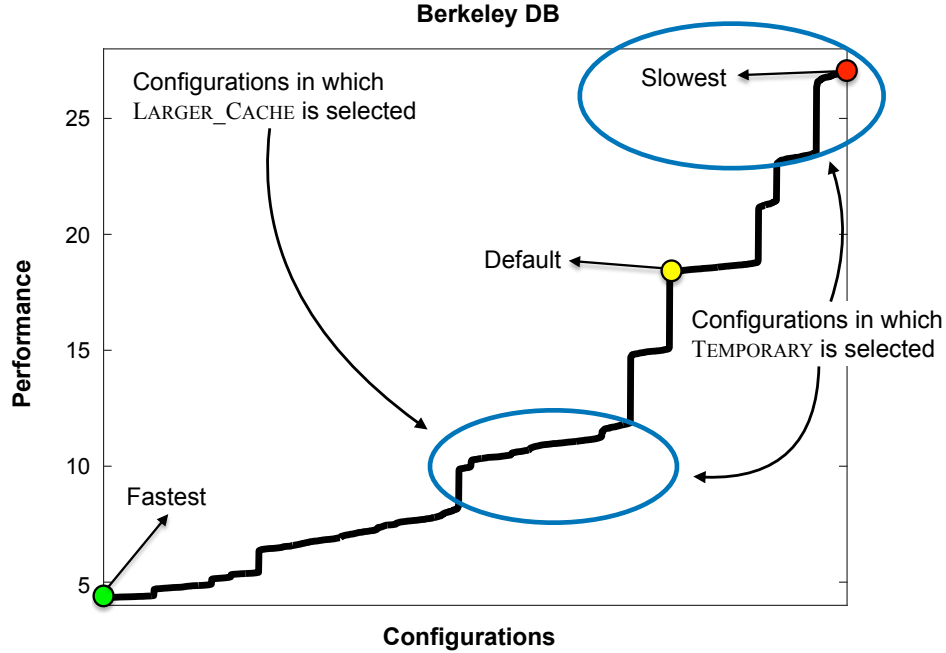 Berkeley DB
Configurations in which
LARGER_CACHE is selected
Slowest
25
20
Default
Configurations in which
TEMPORARY is selected
Performance
15
10
Fastest
5
Configurations